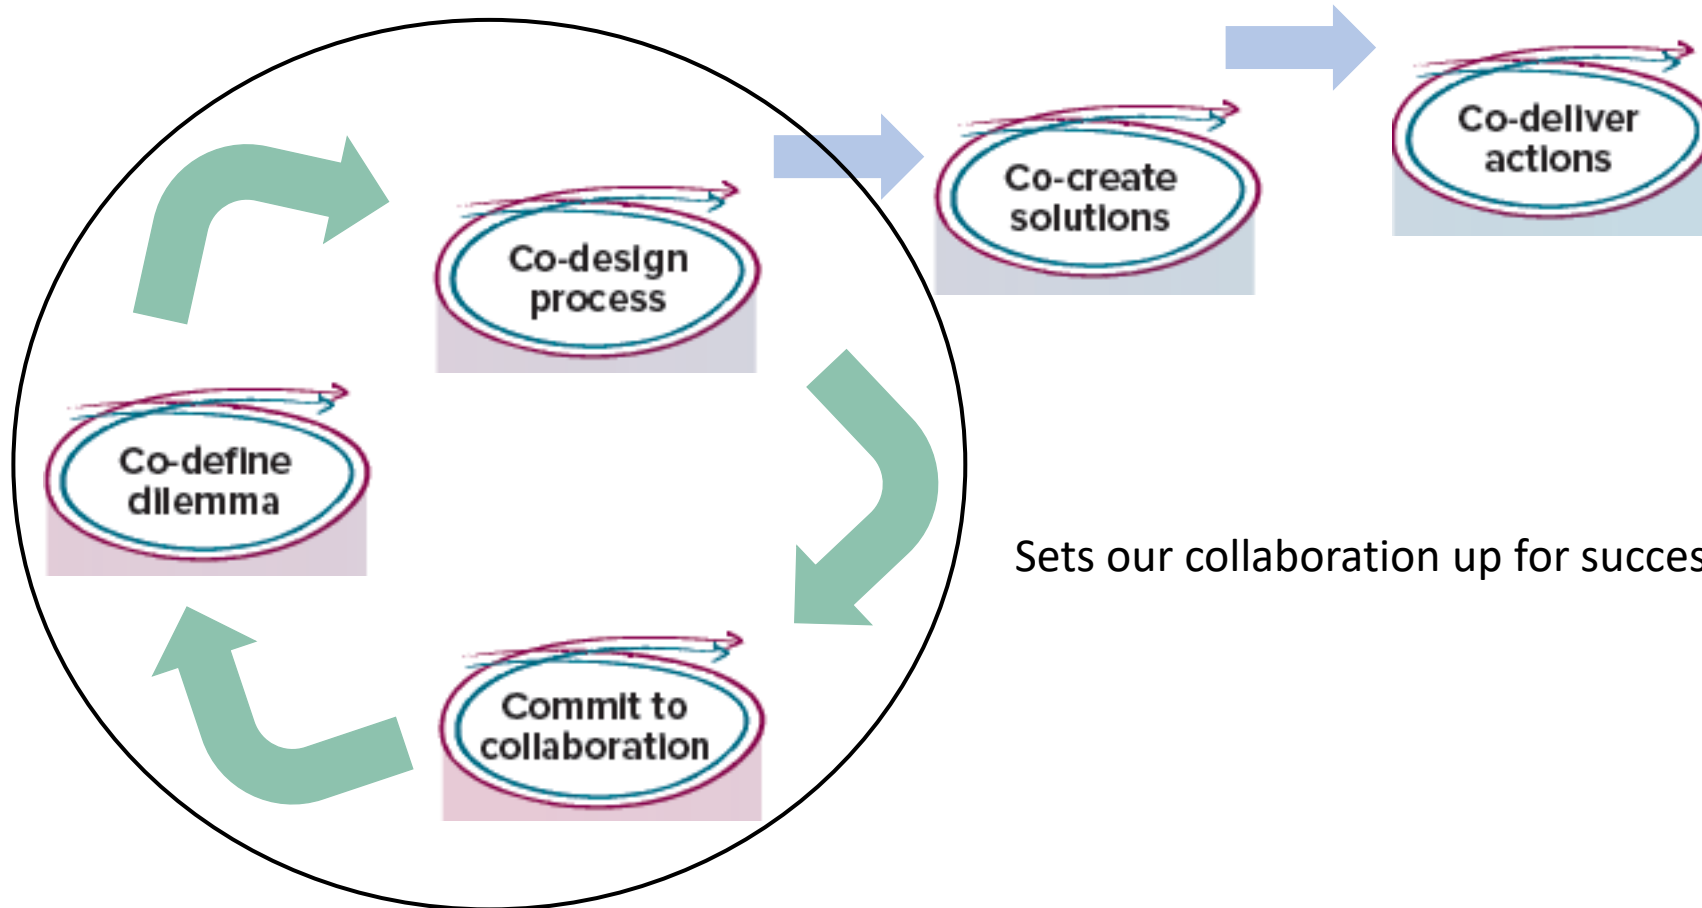 Co-deliver
actions
Co-create
solutions
Co-design
process
Co-define
dilemma
Sets our collaboration up for succes
Commit to
collaboration